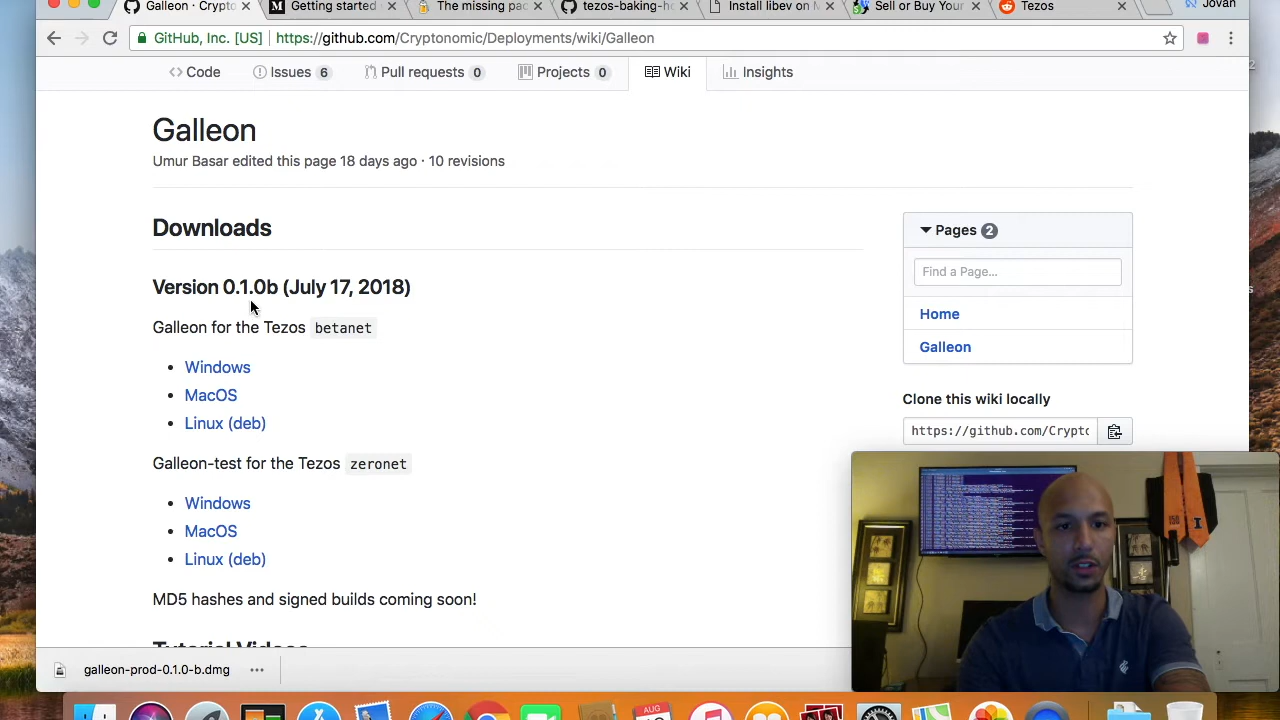 Galleon · Crypto
Getting started
The missing pac
tezos-baking-ho
Install libev on M
Sell or Buy Your
Tezos
Jovan
GitHub, Inc. [US] https://github.com/Cryptonomic/Deployments/wiki/Galleon
Code Issues 6 Pull requests 0 Projects 0 Wiki Insights
Galleon
Umur Basar edited this page 18 days ago · 10 revisions
Downloads
Version 0.1.0b (July 17, 2018)
Galleon for the Tezos betanet
• Windows
• MacOS
• Linux (deb)
Galleon-test for the Tezos zeronet
• Windows
• MacOS
• Linux (deb)
MD5 hashes and signed builds coming soon!
Tutorial Videos
Pages 2
Find a Page...
Home
Galleon
Clone this wiki locally
https://github.com/Crypto
galleon-prod-0.1.0-b.dmg
AUG